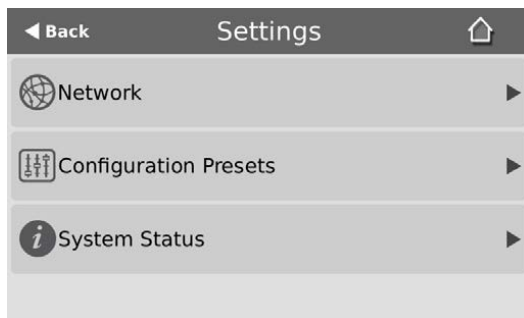 Back
Settings
Network
Configuration Presets
System Status